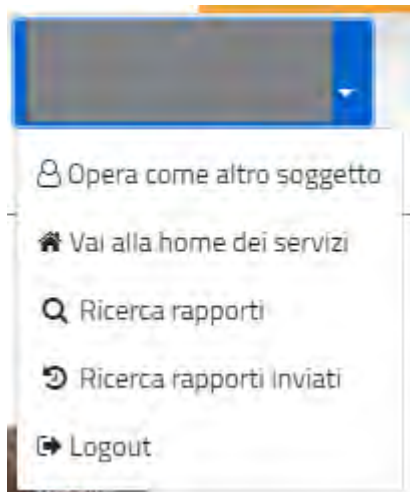 Opera come altro soggetto
Vai alla home dei servizi
Ricerca rapporti
Ricerca rapporti inviati
Logout